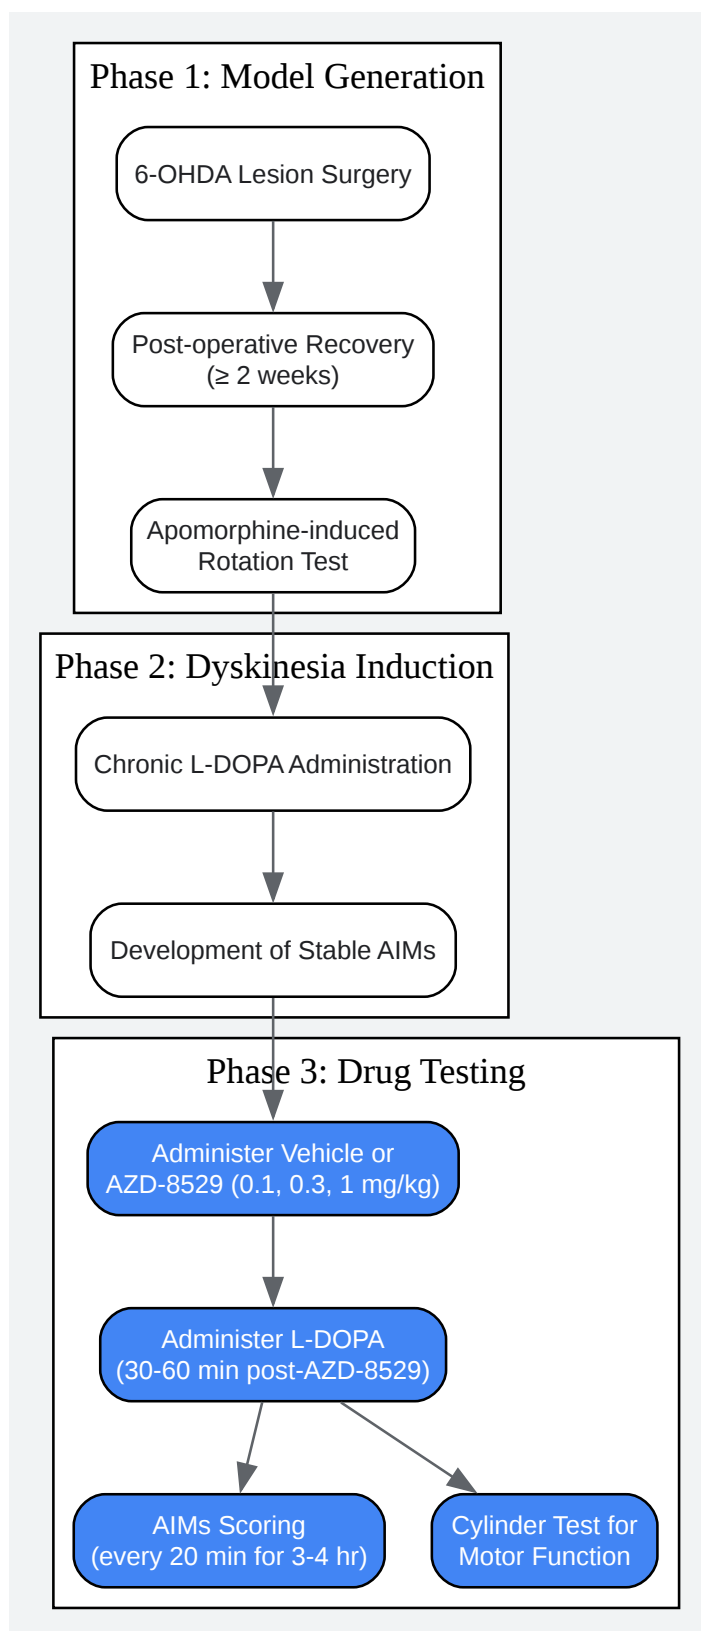 Phase 1: Model Generation
6-OHDA Lesion Surgery
Post-operative Recovery
(≥ 2 weeks)
Apomorphine-induced
Rotation Test
Phase 2: Dyskinesia Induction
Chronic L-DOPA Administration
Development of Stable AIMs
Phase 3: Drug Testing
Administer Vehicle or
AZD-8529 (0.1, 0.3, 1 mg/kg)
Administer L-DOPA
(30-60 min post-AZD-8529)
AIMs Scoring
(every 20 min for 3-4 hr)
Cylinder Test for
Motor Function